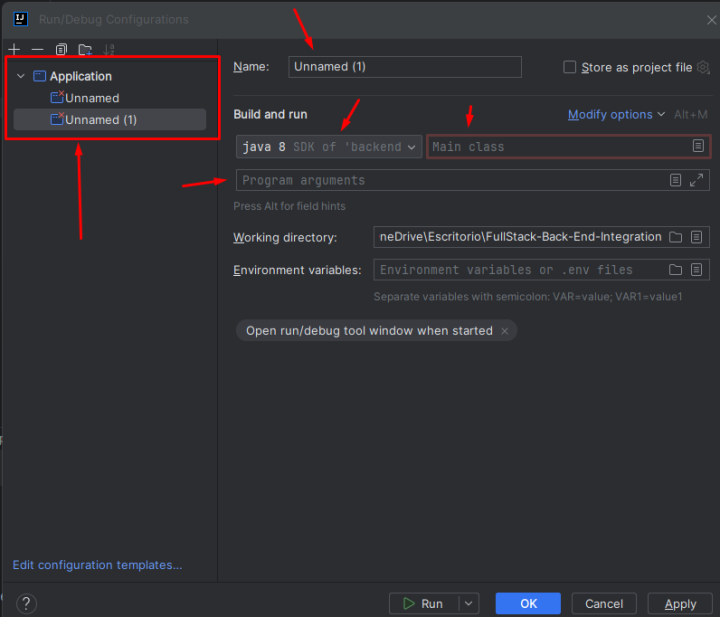 IJ
Run/Debug Configurations
Application
Unnamed
Unnamed (1)
Name: Unnamed (1) Store as project file
Build and run Modify options Alt+M
java 8 SDK of 'backend Main class
Program arguments
Press Alt for field hints
Working directory: neDrive\Escritorio\FullStack-Back-End-Integration
Environment variables: Environment variables or .env files
Separate variables with semicolon: VAR=value; VAR1=value1
Open run/debug tool window when started
Edit configuration templates...
? Run OK Cancel Apply